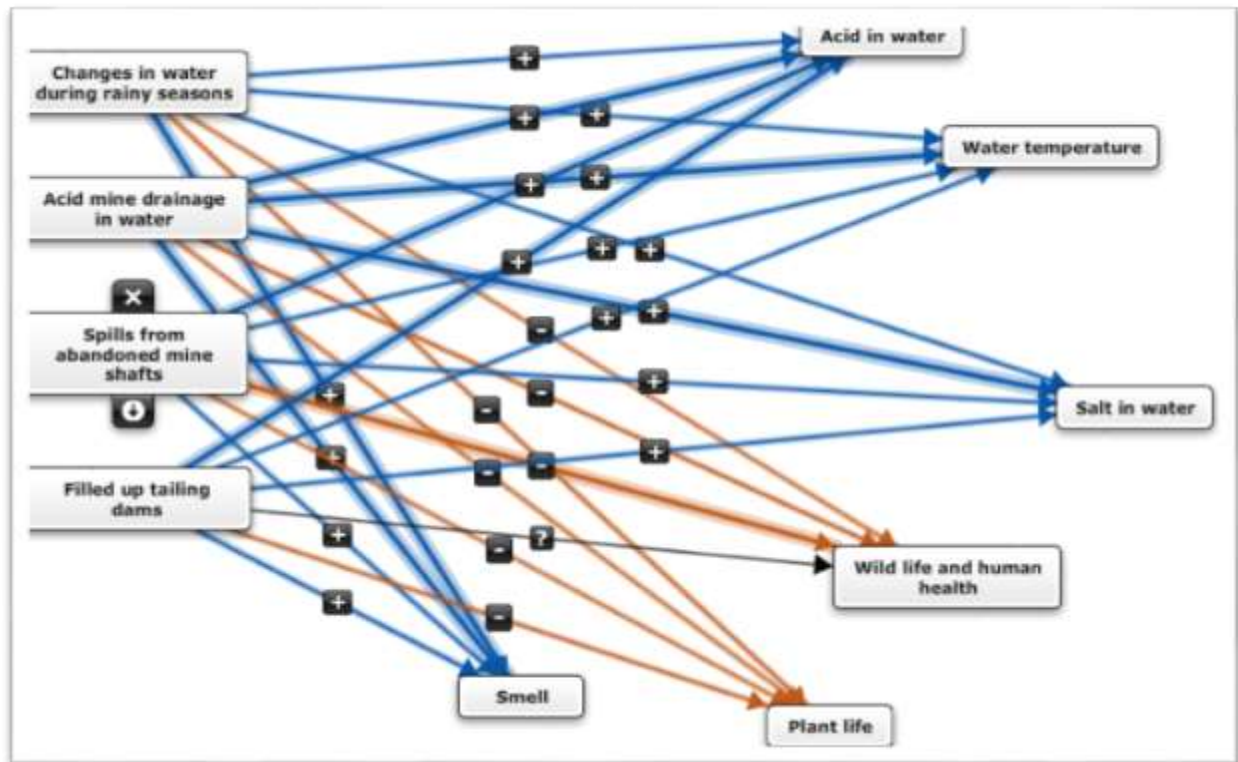 Acid in water
Changes in water
during rainy seasons
+
+
+
Water temperature
+
+
Acid mine drainage
in water
+
+
+
×
+
+
Spills from
abandoned mine
shafts
-
+
+
-
-
Salt in water
+
-
-
+
Filled up tailing
dams
+
?
-
Wild life and human
health
+
-
Smell
Plant life